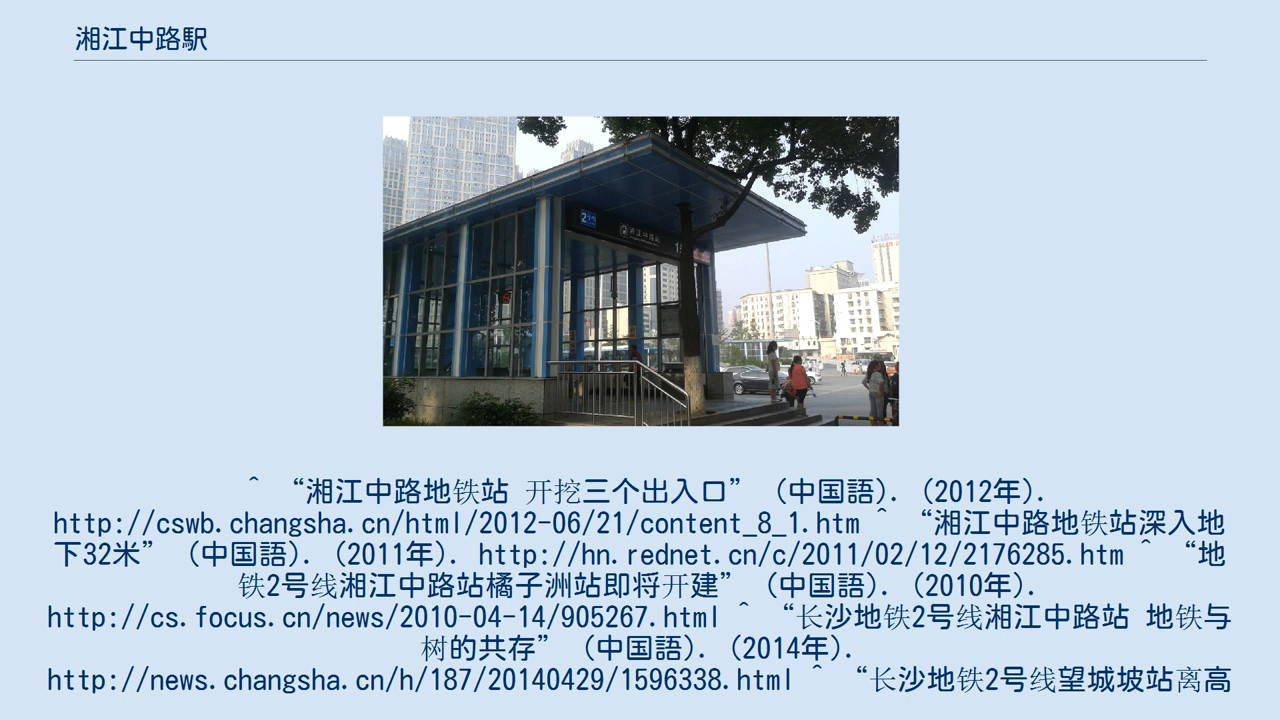 湘江中路駅
2号线
湘江中路站
^ “湘江中路地铁站 开挖三个出入口” (中国語). (2012年).
http://cswb.changsha.cn/html/2012-06/21/content_8_1.htm ^ “湘江中路地铁站深入地
下32米” (中国語). (2011年). http://hn.rednet.cn/c/2011/02/12/2176285.htm ^ “地
铁2号线湘江中路站橘子洲站即将开建” (中国語). (2010年).
http://cs.focus.cn/news/2010-04-14/905267.html ^ “长沙地铁2号线湘江中路站 地铁与
树的共存” (中国語). (2014年).
http://news.changsha.cn/h/187/20140429/1596338.html ^ “长沙地铁2号线望城坡站离高